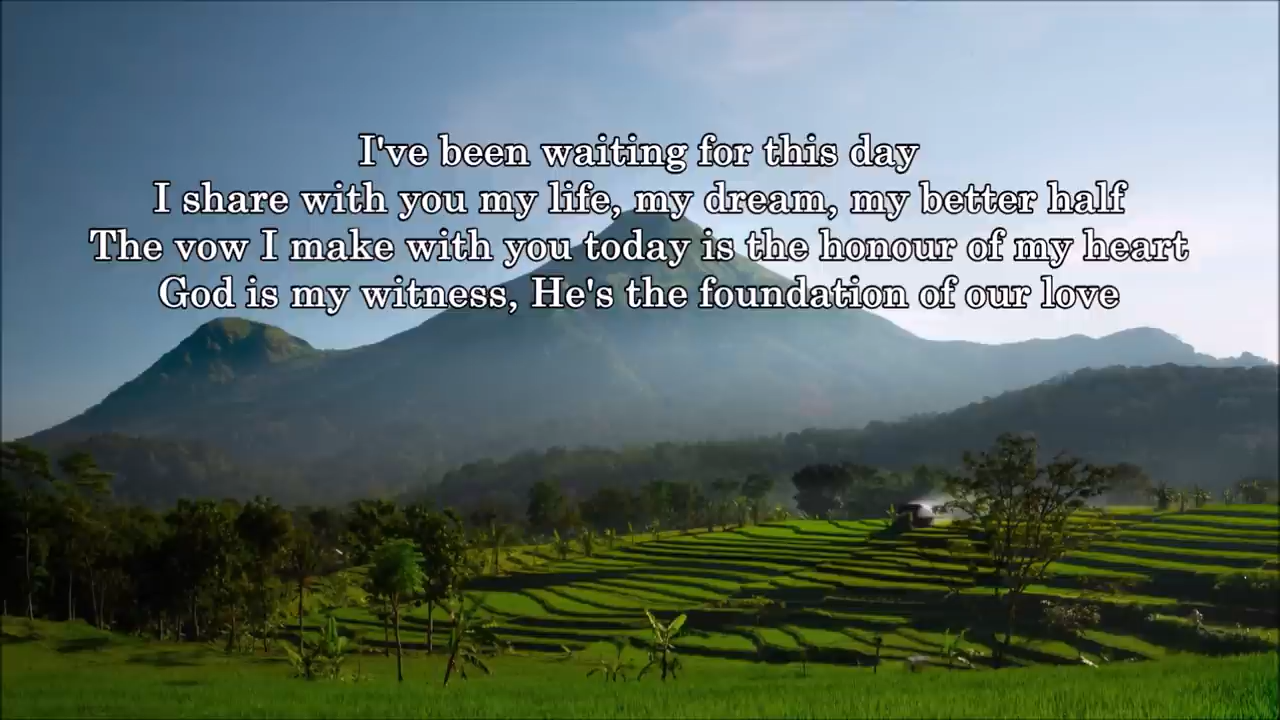 I've been waiting for this day
I share with you my life, my dream, my better half
The vow I make with you today is the honour of my heart
God is my witness, He's the foundation of our love